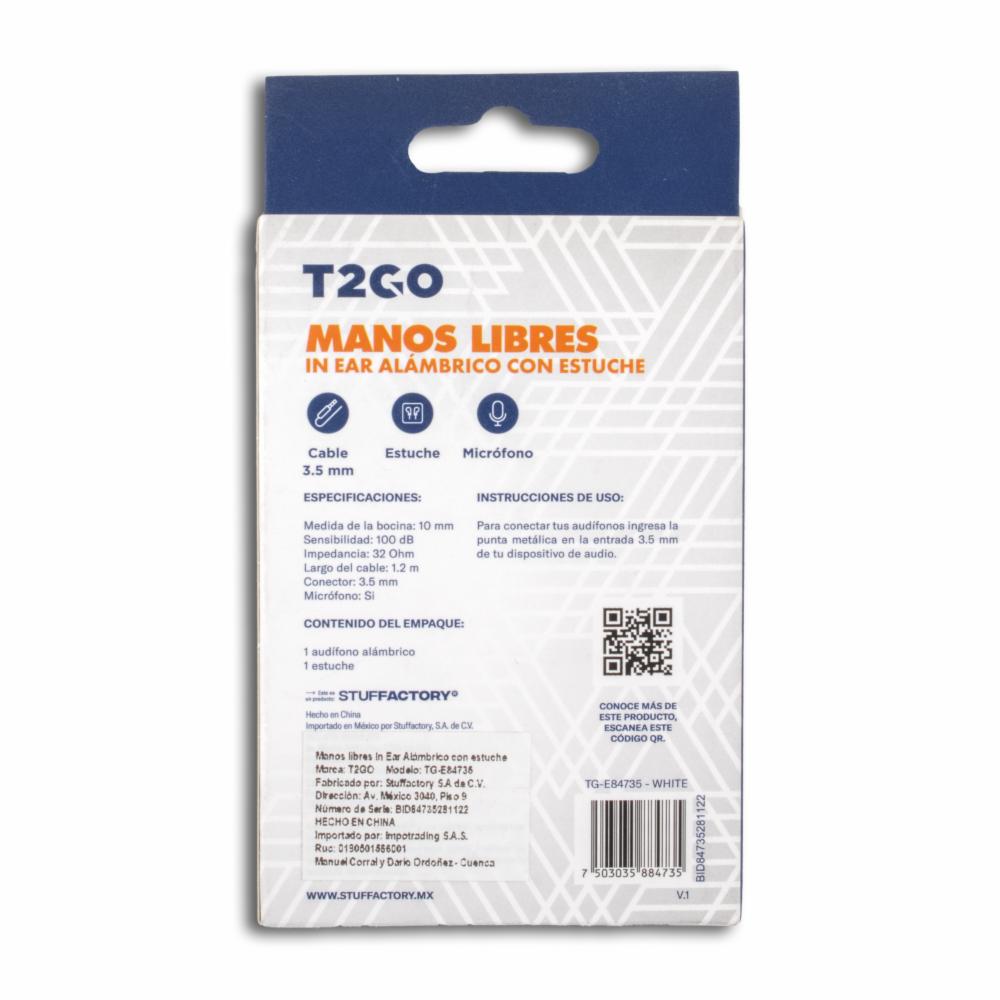 T2GO
MANOS LIBRES
IN EAR ALÁMBRICO CON ESTUCHE
Cable
3.5 mm
Estuche
Micrófono
ESPECIFICACIONES:
Medida de la bocina: 10 mm
Sensibilidad: 100 dB
Impedancia: 32 Ohm
Largo del cable: 1.2 m
Conector: 3.5 mm
Micrófono: Si
INSTRUCCIONES DE USO:
Para conectar tus audífonos ingresa la
punta metálica en la entrada 3.5 mm
de tu dispositivo de audio.
CONTENIDO DEL EMPAQUE:
1 audífono alámbrico
1 estuche
Este es
un producto:
STUFFACTORY®
Hecho en China
Importado en México por Stuffactory, S.A. de C.V.
CONOCE MÁS DE
ESTE PRODUCTO,
ESCANEA ESTE
CÓDIGO QR.
Manos libres In Ear Alámbrico con estuche
Marca: T2GO Modelo: TG-E84735
Fabricado por: Stuffactory S.A de C.V.
Dirección: Av. México 3040, Piso 9
Número de Serie: BID84735281122
HECHO EN CHINA
Importado por: Impotrading S.A.S.
Ruc: 0190501556001
Manuel Corral y Dario Ordoñez - Cuenca
WWW.STUFFACTORY.MX
TG-E84735 - WHITE
7 503035 884735
BID84735281122
V.1